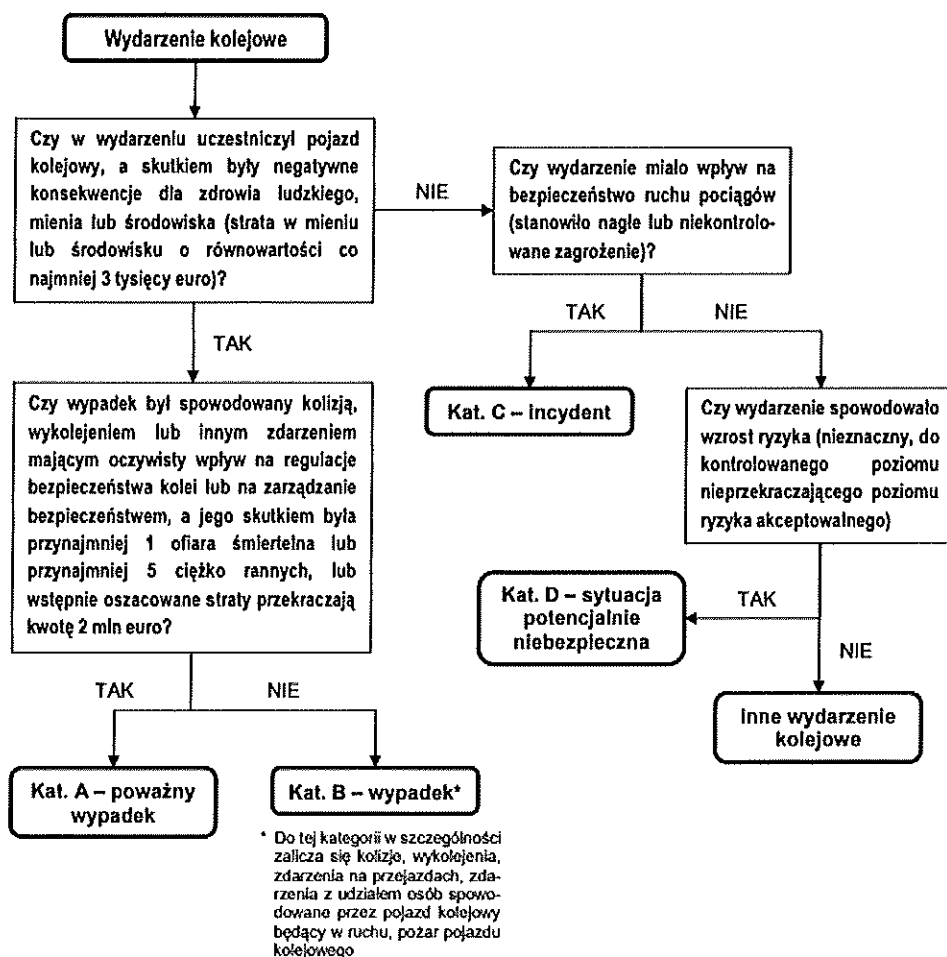 Wydarzenie kolejowe
Czy w wydarzeniu uczestniczył pojazd
kolejowy, a skutkiem były negatywne
konsekwencje dla zdrowia ludzkiego,
mienia lub środowiska (strata w mieniu
lub środowisku o równowartości co
najmniej 3 tysięcy euro)?
NIE
Czy wydarzenie miało wpływ na
bezpieczeństwo ruchu pociągów
(stanowiło nagłe lub niekontrolo-
wane zagrożenie)?
TAK
NIE
TAK
Kat. C – incydent
Czy wydarzenie spowodowało
wzrost ryzyka (nieznaczny, do
kontrolowanego poziomu
nieprzekraczającego poziomu
ryzyka akceptowalnego)
Czy wypadek był spowodowany kolizją,
wykolejeniem lub innym zdarzeniem
mającym oczywisty wpływ na regulacje
bezpieczeństwa kolei lub na zarządzanie
bezpieczeństwem, a jego skutkiem była
przynajmniej 1 ofiara śmiertelna lub
przynajmniej 5 ciężko rannych, lub
wstępnie oszacowane straty przekraczają
kwotę 2 mln euro?
Kat. D – sytuacja
potencjalnie
niebezpieczna
TAK
NIE
Inne wydarzenie
kolejowe
TAK
NIE
Kat. A – poważny
wypadek
Kat. B – wypadek*
* Do tej kategorii w szczególności
zalicza się kolizje, wykolejenia,
zdarzenia na przejazdach, zda-
rzenia z udziałem osób spowo-
dowane przez pojazd kolejowy
będący w ruchu, pożar pojazdu
kolejowego